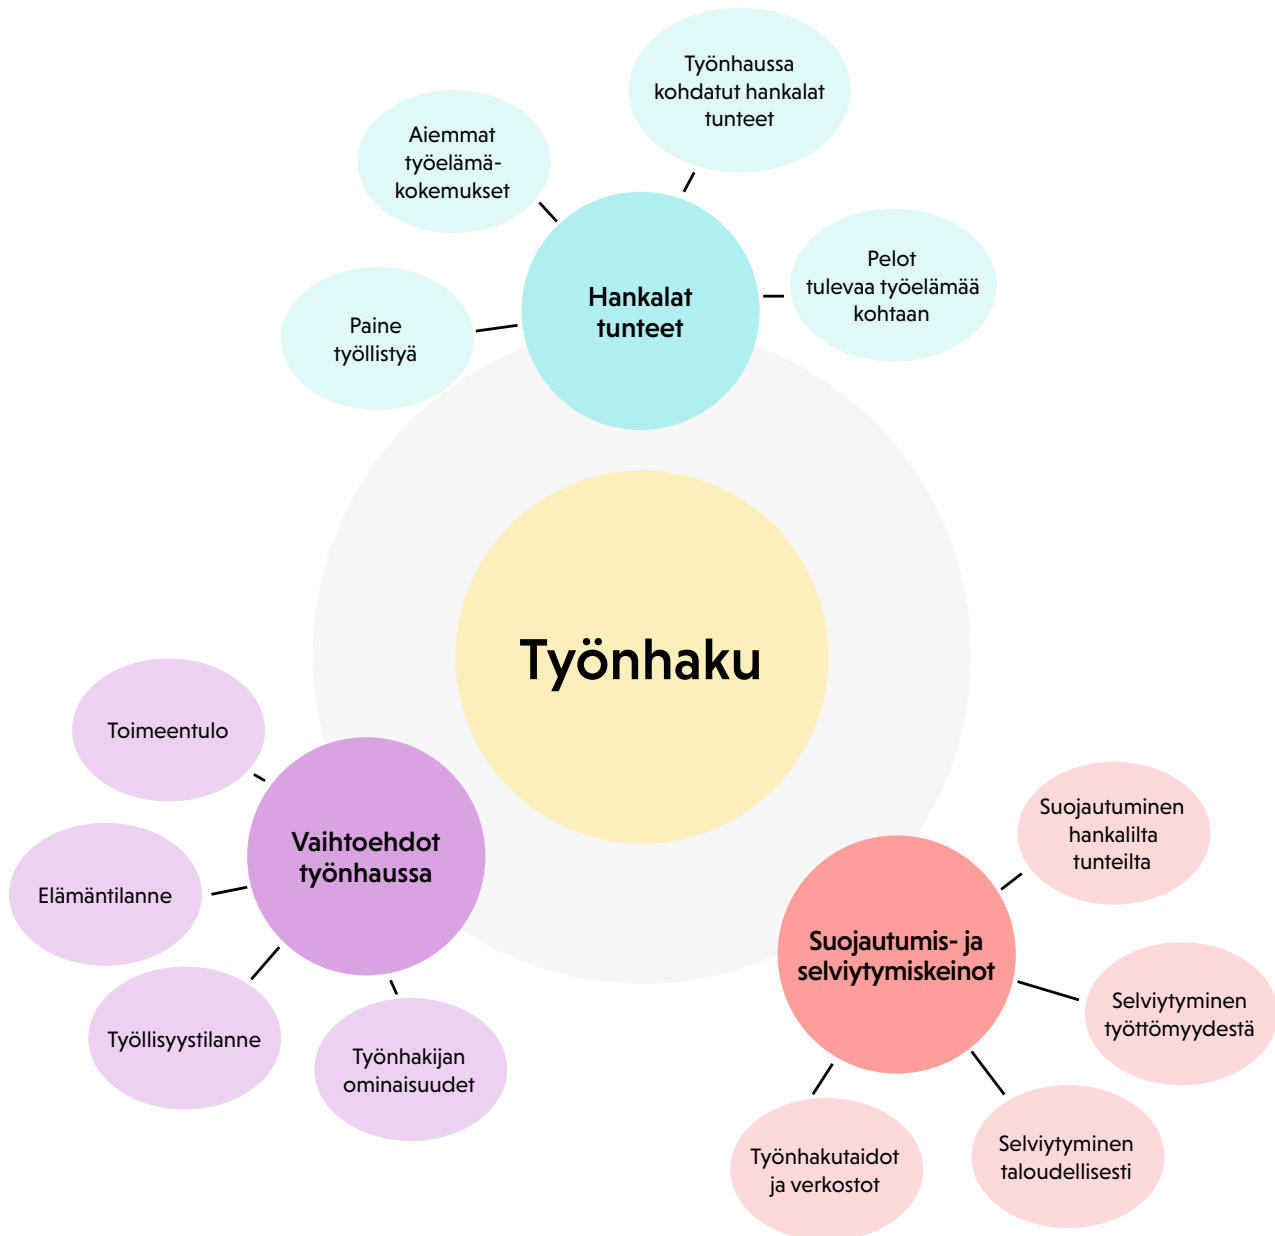 Työnhaussa
kohdatut hankalat
tunteet
Aiemmat
työelämä-
kokemukset
Pelot
tulevaa työelämää
kohtaan
Hankalat
tunteet
Paine
työllistyä
Työnhaku
Toimeentulo
Vaihtoehdot
työnhaussa
Elämäntilanne
Työllisyystilanne
Työnhakijan
ominaisuudet
Suojautuminen
hankalilta
tunteilta
Suojautumis- ja
selviytymiskeinot
Selviytyminen
työttömyydestä
Selviytyminen
taloudellisesti
Työnhakutaidot
ja verkostot